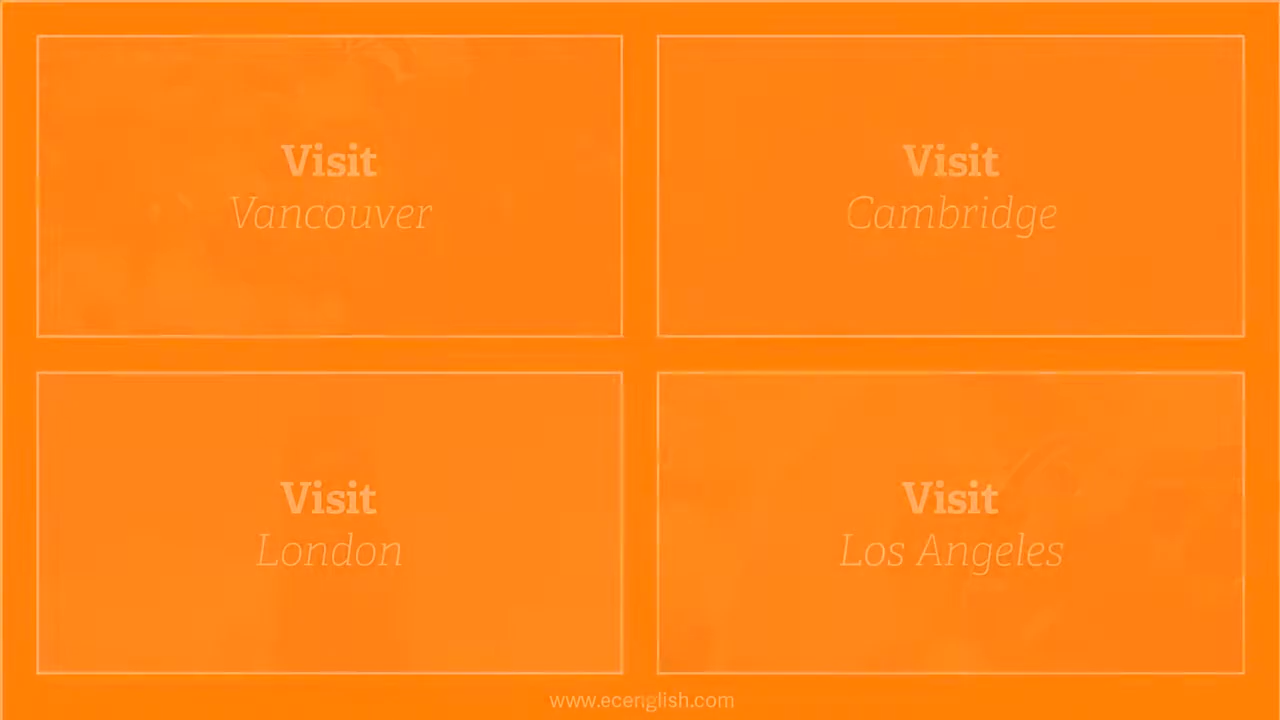 Visit
Vancouver
Visit
Cambridge
Visit
London
Visit
Los Angeles
www.ecenglish.com